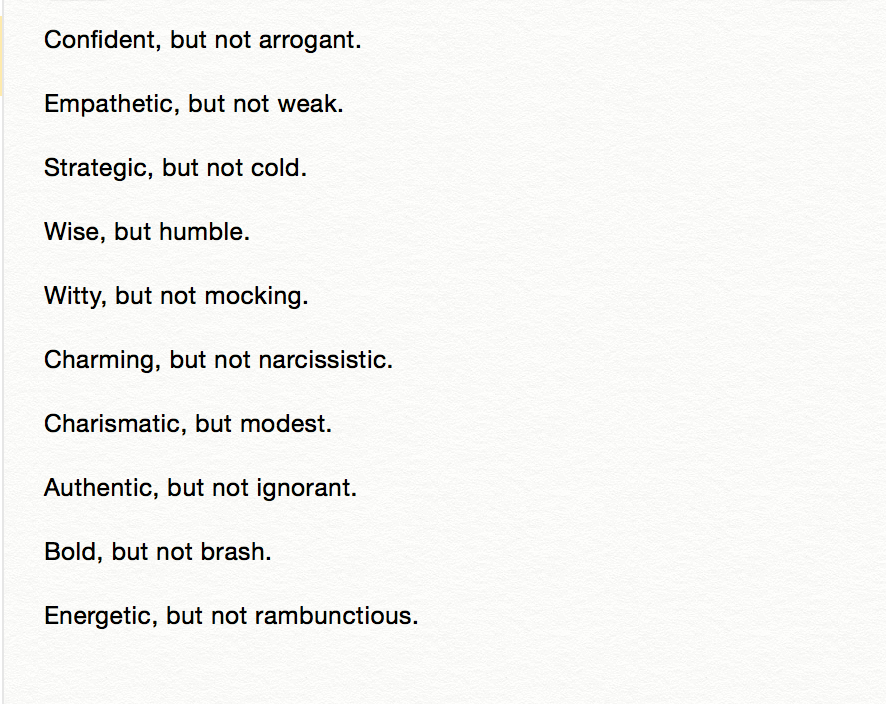 Confident, but not arrogant.
Empathetic, but not weak.
Strategic, but not cold.
Wise, but humble.
Witty, but not mocking.
Charming, but not narcissistic.
Charismatic, but modest.
Authentic, but not ignorant.
Bold, but not brash.
Energetic, but not rambunctious.